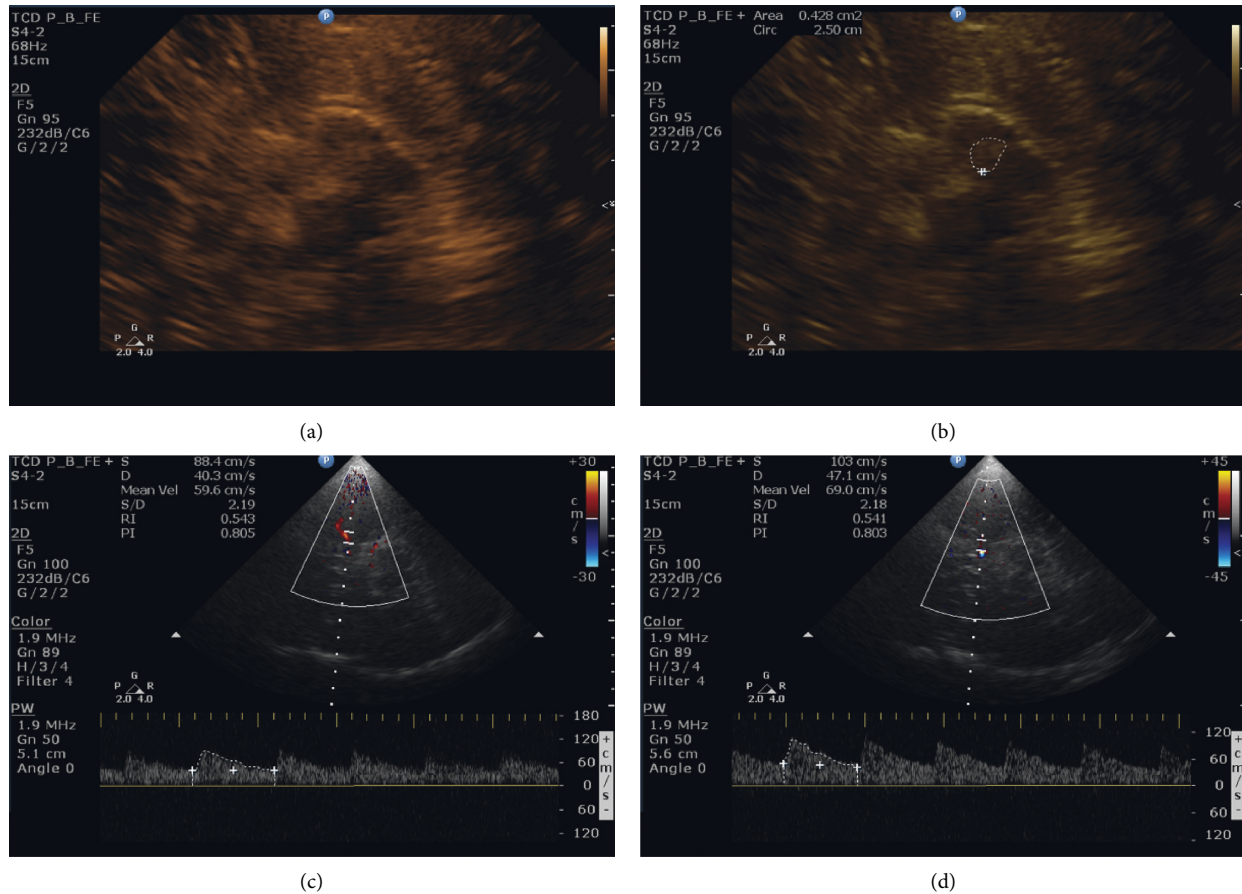 TCD P_B_FE
S4-2
68Hz
15cm
2D
F5
Gn 95
232dB/C6
G/2/2
P
G
P R
2.0 4.0
(a)
TCD P_B_FE + Area 0.428 cm2
S4-2 Circ 2.50 cm
68Hz
15cm
2D
F5
Gn 95
232dB/C6
G/2/2
P
G
P R
2.0 4.0
(b)
TCD P_B_FE + S 88.4 cm/s
S4-2 D 40.3 cm/s
Mean Vel 59.6 cm/s
15cm S/D 2.19
RI 0.543
2D PI 0.805
F5
Gn 100
232dB/C6
G/2/2
Color
1.9 MHz
Gn 89
H/3/4
Filter 4
PW
1.9 MHz
Gn 50
5.1 cm
Angle 0
P
+30
cm/s
-30
G
P R
2.0 4.0
180
120
60
0
60
120
+cm/s-
(c)
TCD P_B_FE + S 103 cm/s
S4-2 D 47.1 cm/s
Mean Vel 69.0 cm/s
15cm S/D 2.18
RI 0.541
2D PI 0.803
F5
Gn 100
232dB/C6
G/2/2
Color
1.9 MHz
Gn 89
H/3/4
Filter 4
PW
1.9 MHz
Gn 50
5.6 cm
Angle 0
P
+45
cm/s
-45
G
P R
2.0 4.0
180
120
60
0
60
120
+cm/s-
(d)